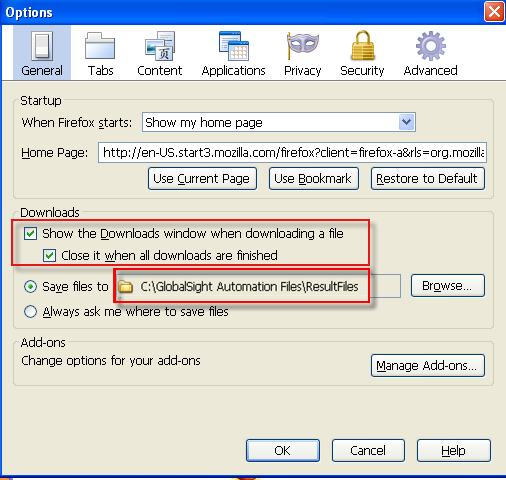 Options
General Tabs Content Applications Privacy Security Advanced
Startup
When Firefox starts: Show my home page
Home Page: http://en-US.start3.mozilla.com/firefox?client=firefox-a&rls=org.mozilla
Use Current Page Use Bookmark Restore to Default
Downloads
Show the Downloads window when downloading a file
Close it when all downloads are finished
Save files to C:\GlobalSight Automation Files\ResultFiles Browse...
Always ask me where to save files
Add-ons
Change options for your add-ons
Manage Add-ons...
OK Cancel Help